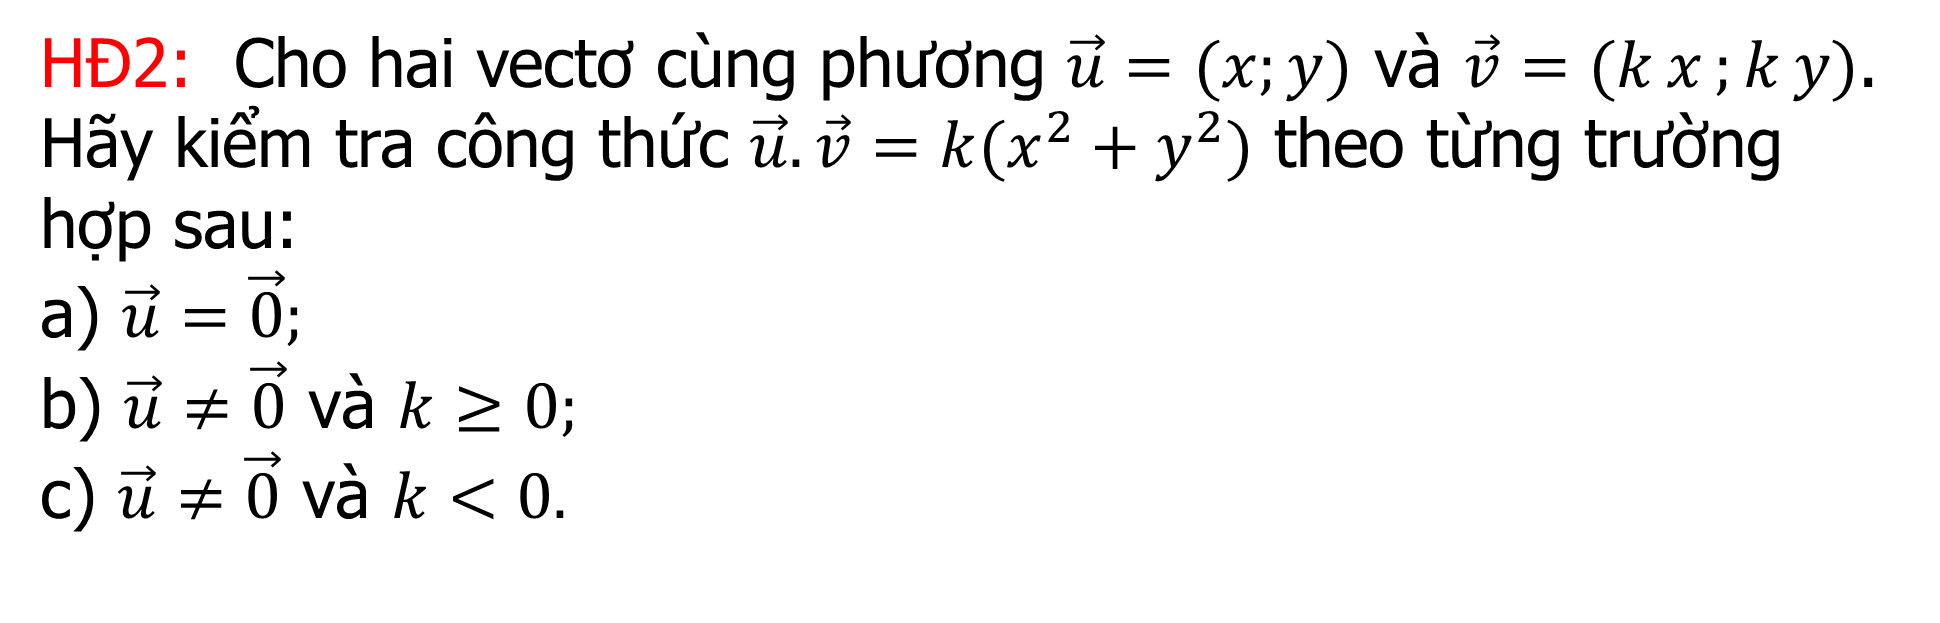 HĐ2: Cho hai vectơ cùng phương $\vec{u} = (x; y)$ và $\vec{v} = (k x ; k y)$.
Hãy kiểm tra công thức $\vec{u}. \vec{v} = k(x^2 + y^2)$ theo từng trường
hợp sau:
a) $\vec{u} = \vec{0}$;
b) $\vec{u} \neq \vec{0}$ và $k \geq 0$;
c) $\vec{u} \neq \vec{0}$ và $k < 0$.